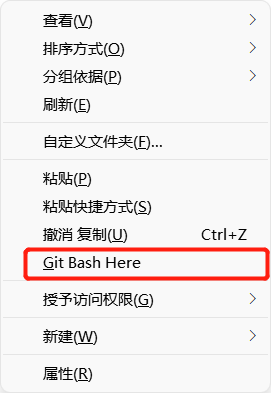 查看(V)
排序方式(O)
分组依据(P)
刷新(E)
自定义文件夹(F)...
粘贴(P)
粘贴快捷方式(S)
撤消 复制(U) Ctrl+Z
Git Bash Here
授予访问权限(G)
新建(W)
属性(R)